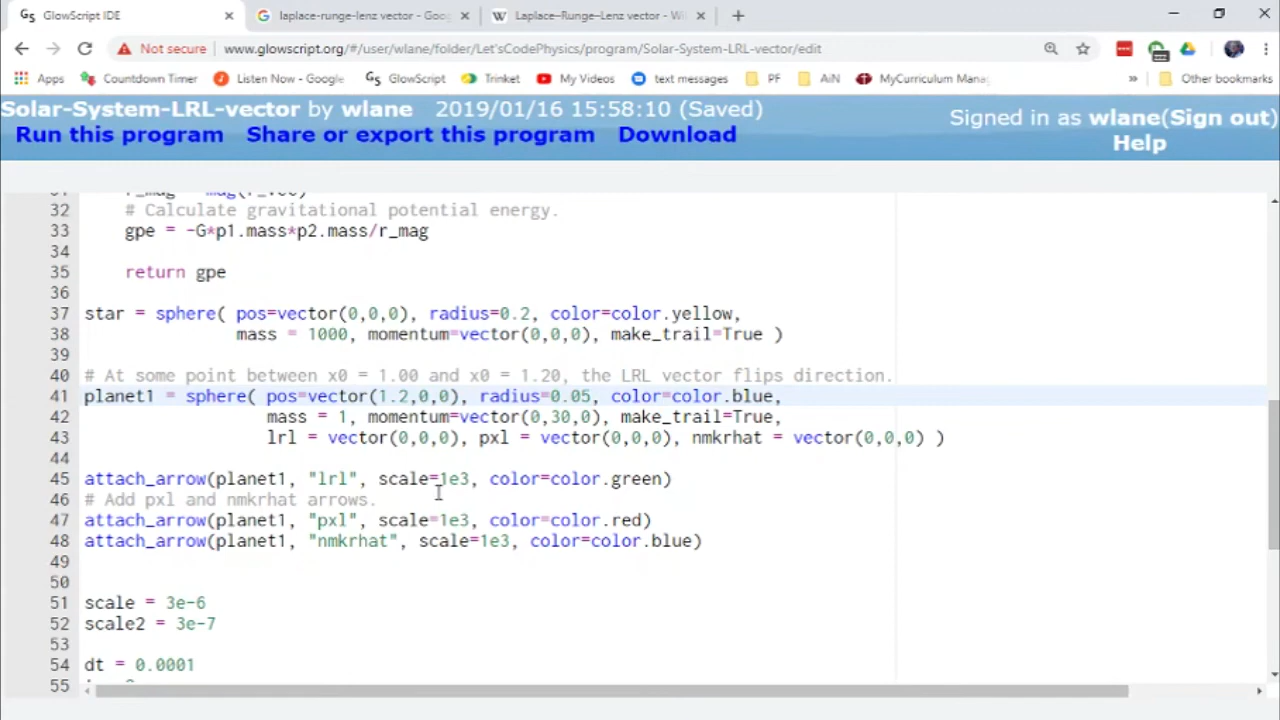 GlowScript IDE
laplace-runge-lenz vector - Goo
Laplace–Runge–Lenz vector - Wi
Not secure
www.glowscript.org/#/user/wlane/folder/Let'sCodePhysics/program/Solar-System-LRL-vector/edit
Apps Countdown Timer Listen Now - Google GlowScript Trinket My Videos text messages PF AiN MyCurriculum Mana » Other bookmarks
Solar-System-LRL-vector by wlane 2019/01/16 15:58:10 (Saved)
Signed in as wlane(Sign out)
Run this program Share or export this program Download
Help
32 # Calculate gravitational potential energy.
33 gpe = -G*p1.mass*p2.mass/r_mag
34
35 return gpe
36
37 star = sphere( pos=vector(0,0,0), radius=0.2, color=color.yellow,
38 mass = 1000, momentum=vector(0,0,0), make_trail=True )
39
40 # At some point between x0 = 1.00 and x0 = 1.20, the LRL vector flips direction.
41 planet1 = sphere( pos=vector(1.2,0,0), radius=0.05, color=color.blue,
42 mass = 1, momentum=vector(0,30,0), make_trail=True,
43 lrl = vector(0,0,0), pxl = vector(0,0,0), nmkrhat = vector(0,0,0) )
44
45 attach_arrow(planet1, "lrl", scale=1e3, color=color.green)
46 # Add pxl and nmkrhat arrows.
47 attach_arrow(planet1, "pxl", scale=1e3, color=color.red)
48 attach_arrow(planet1, "nmkrhat", scale=1e3, color=color.blue)
49
50
51 scale = 3e-6
52 scale2 = 3e-7
53
54 dt = 0.0001
55